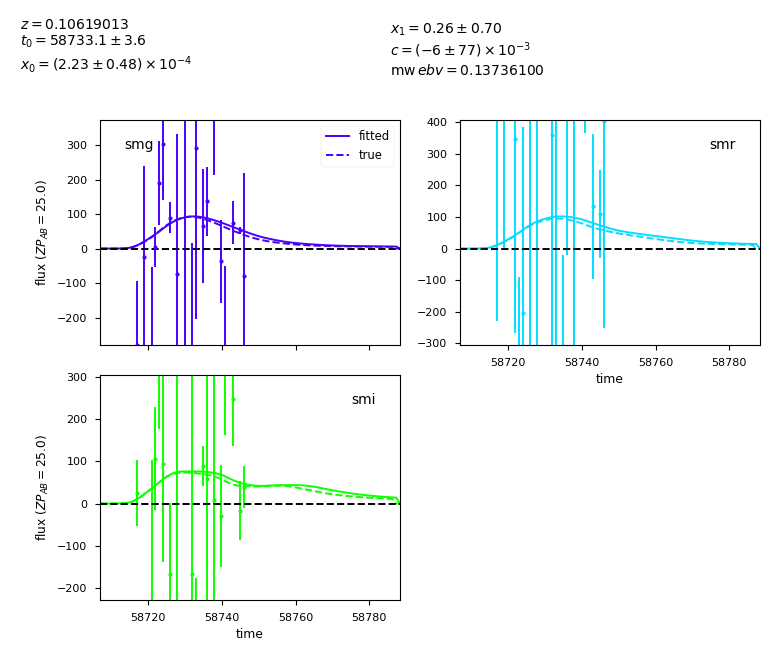 z = 0.10619013
t₀ = 58733.1 ± 3.6
x₀ = (2.23 ± 0.48) × 10⁻⁴
x₁ = 0.26 ± 0.70
c = (−6 ± 77) × 10⁻³
mw ebv = 0.13736100
smg
fitted
true
flux (ZP_AB = 25.0)
300
200
100
0
−100
−200
smr
400
300
200
100
0
−100
−200
−300
58720 58740 58760 58780
time
smi
flux (ZP_AB = 25.0)
300
200
100
0
−100
−200
58720 58740 58760 58780
time